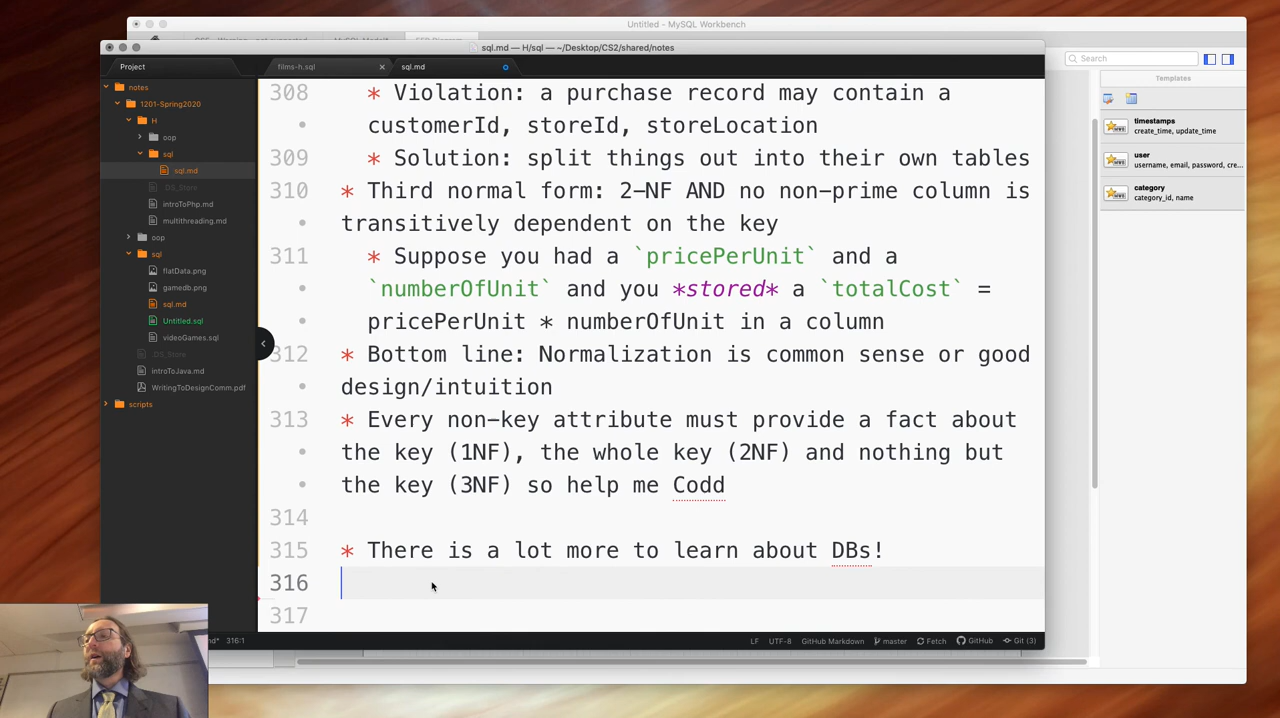 Untitled - MySQL Workbench
sql.md — H/sql — ~/Desktop/CS2/shared/notes
Search
Templates
timestamps
create_time, update_time
user
username, email, password, cre...
category
category_id, name
Project
films-h.sql
sql.md
notes
1201-Spring2020
H
oop
sql
sql.md
.DS_Store
introToPhp.md
multithreading.md
oop
sql
flatData.png
gamedb.png
sql.md
Untitled.sql
videoGames.sql
.DS_Store
introToJava.md
WritingToDesignComm.pdf
scripts
308 * Violation: a purchase record may contain a
• customerId, storeId, storeLocation
309 * Solution: split things out into their own tables
310 * Third normal form: 2-NF AND no non-prime column is
• transitively dependent on the key
311 * Suppose you had a `pricePerUnit` and a
• `numberOfUnit` and you *stored* a `totalCost` =
• pricePerUnit * numberOfUnit in a column
312 * Bottom line: Normalization is common sense or good
• design/intuition
313 * Every non-key attribute must provide a fact about
• the key (1NF), the whole key (2NF) and nothing but
• the key (3NF) so help me Codd
314
315 * There is a lot more to learn about DBs!
316
317
316:1
LF UTF-8 GitHub Markdown master Fetch GitHub Git (3)